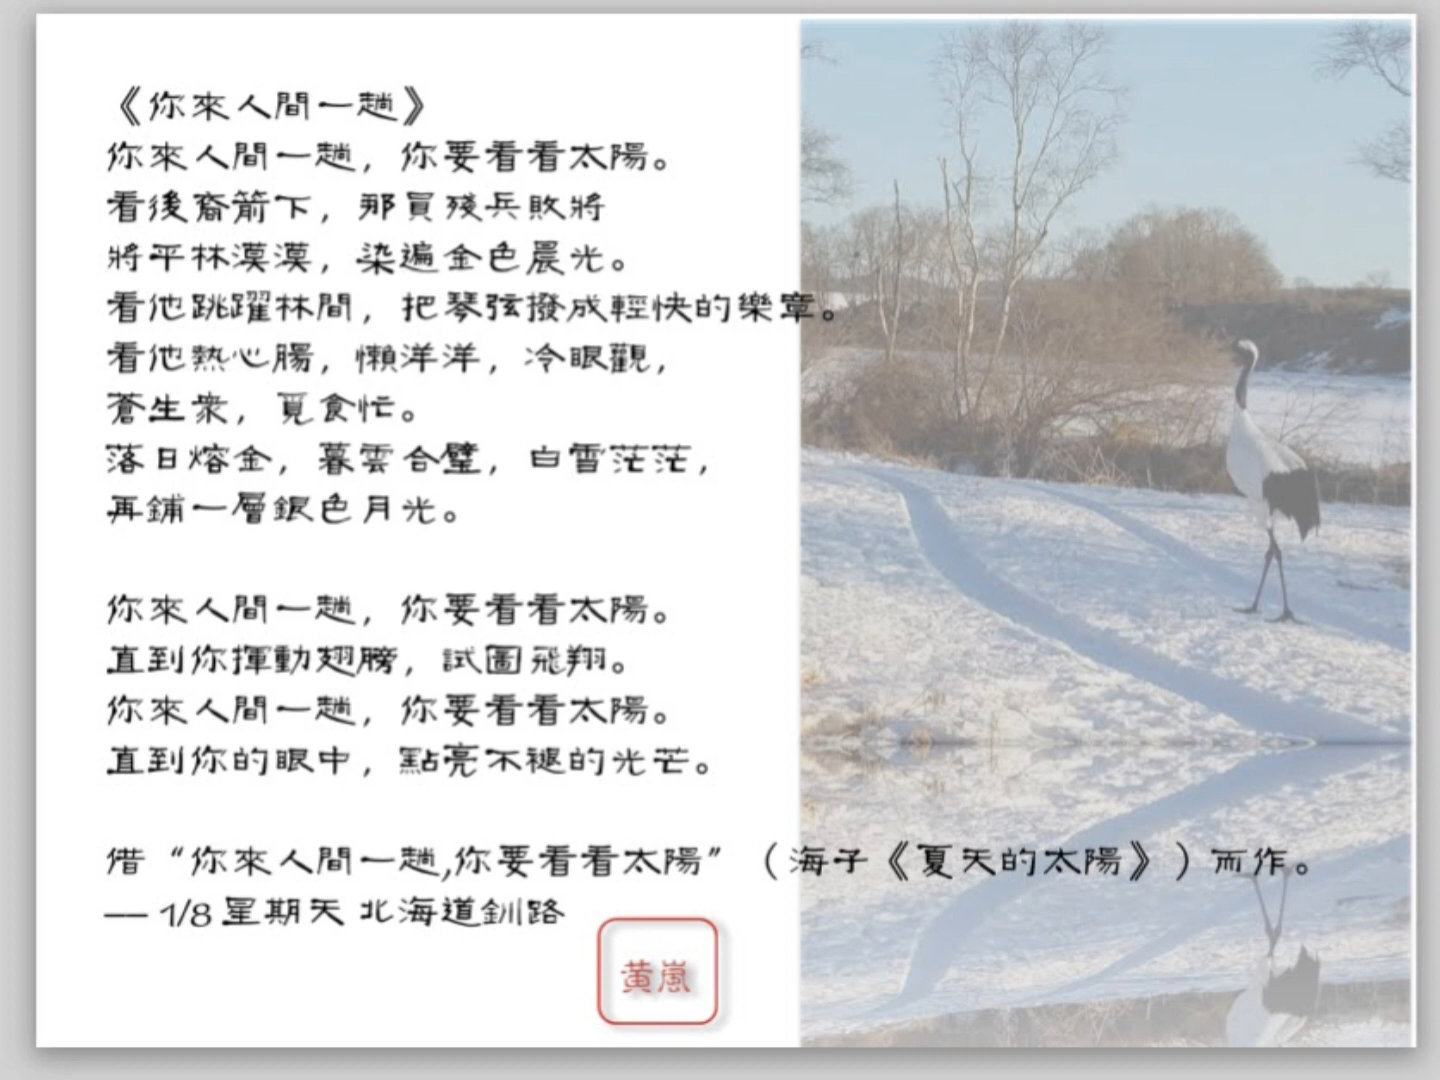 《你來人間一趟》
你來人間一趟，你要看看太陽。
看後裔箭下，那員殘兵敗將
將平林漠漠，染遍金色晨光。
看他跳躍林間，把琴弦撥成輕快的樂章。
看他熱心腸，懶洋洋，冷眼觀，
蒼生衆，覓食忙。
落日熔金，暮雲合璧，白雪茫茫，
再鋪一層銀色月光。
你來人間一趟，你要看看太陽。
直到你揮動翅膀，試圖飛翔。
你來人間一趟，你要看看太陽。
直到你的眼中，點亮不褪的光芒。
借“你來人間一趟,你要看看太陽”（海子《夏天的太陽》）而作。
── 1/8 星期天 北海道釧路
黃嵐